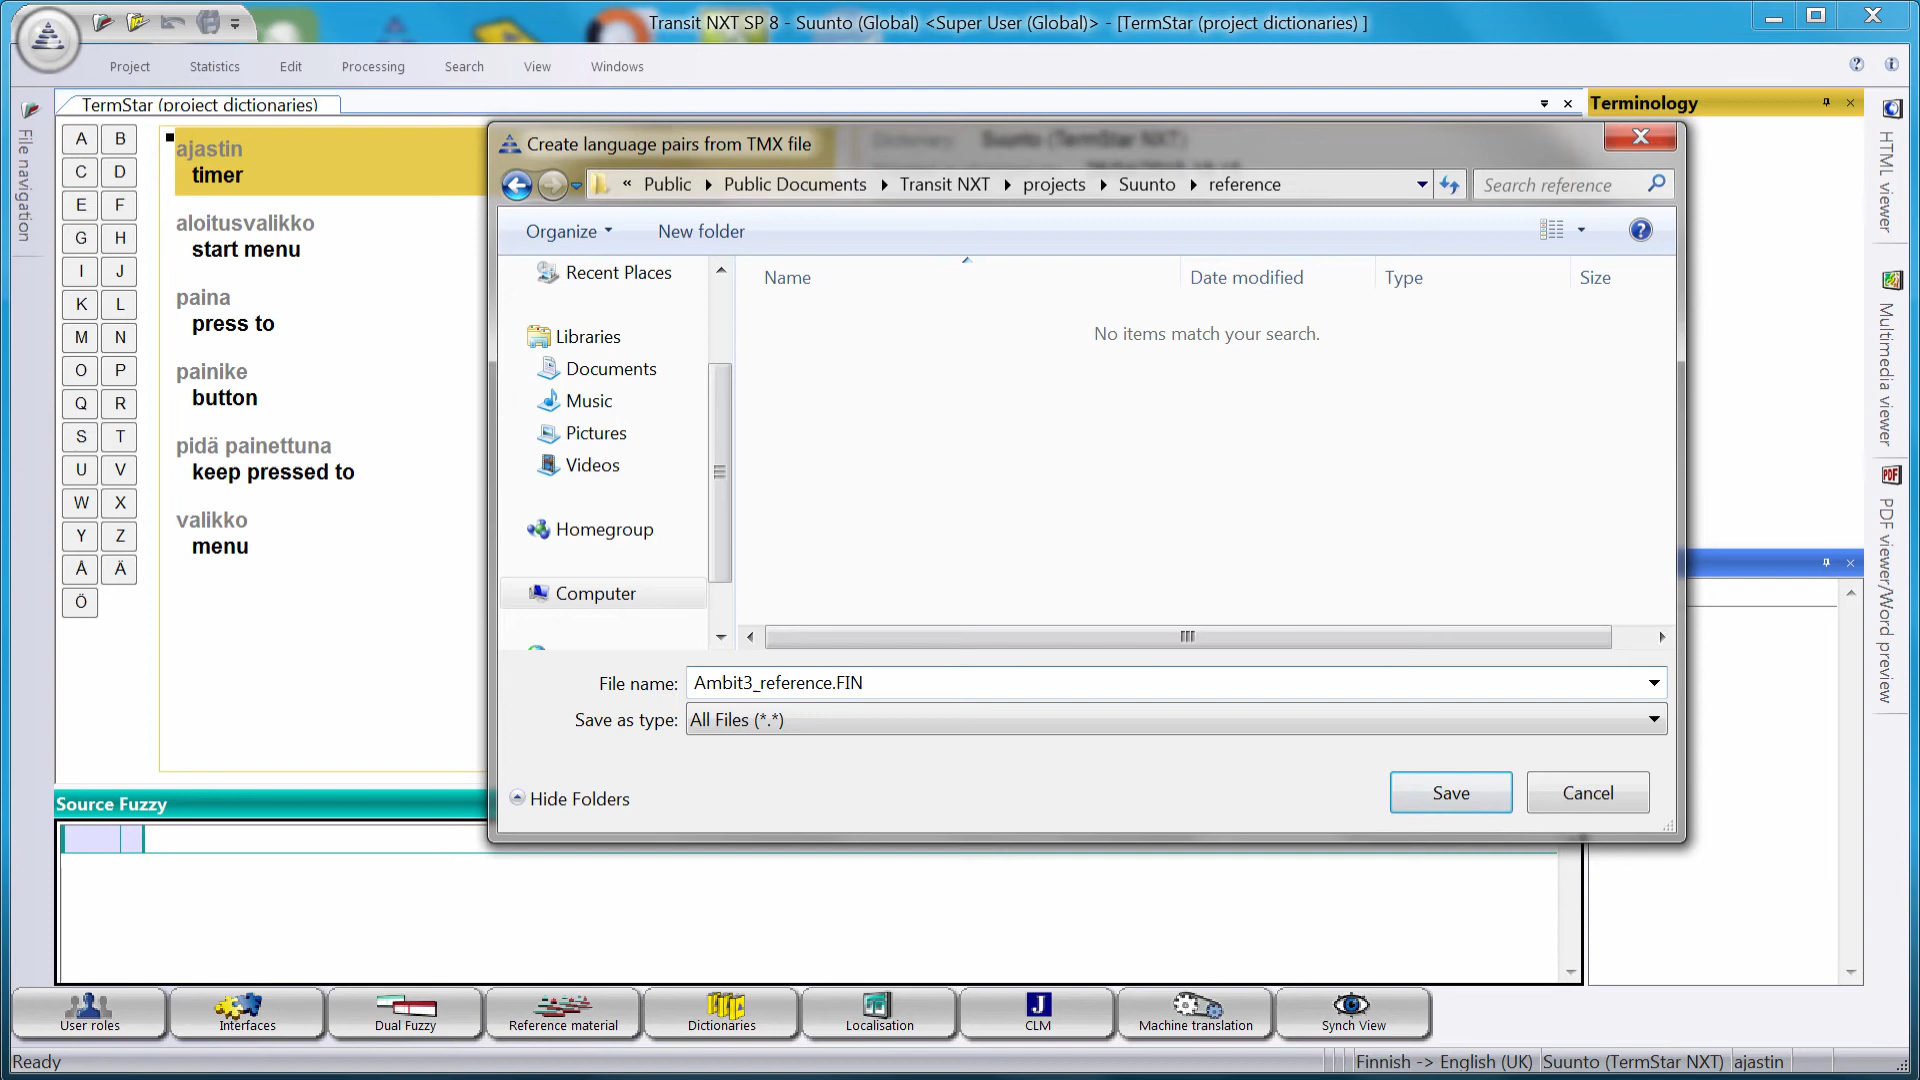 Transit NXT SP 8 - Suunto (Global) <Super User (Global)> - [TermStar (project dictionaries) ]
Project
Statistics
Edit
Processing
Search
View
Windows
TermStar (project dictionaries)
Terminology
File navigation
A B
C D
E F
G H
I J
K L
M N
O P
Q R
S T
U V
W X
Y Z
Å Ä
Ö
ajastin
timer
aloitusvalikko
start menu
paina
press to
painike
button
pidä painettuna
keep pressed to
valikko
menu
Dictionary: Suunto (TermStar NXT)
Create language pairs from TMX file
« Public Public Documents Transit NXT projects Suunto reference
Search reference
Organize
New folder
Recent Places
Libraries
Documents
Music
Pictures
Videos
Homegroup
Computer
Name
Date modified
Type
Size
No items match your search.
File name: Ambit3_reference.FIN
Save as type: All Files (*.*)
Hide Folders
Save
Cancel
HTML viewer
Multimedia viewer
PDF
PDF viewer/Word preview
Source Fuzzy
User roles
Interfaces
Dual Fuzzy
Reference material
Dictionaries
Localisation
J
CLM
Machine translation
Synch View
Ready
Finnish -> English (UK)
Suunto (TermStar NXT)
ajastin